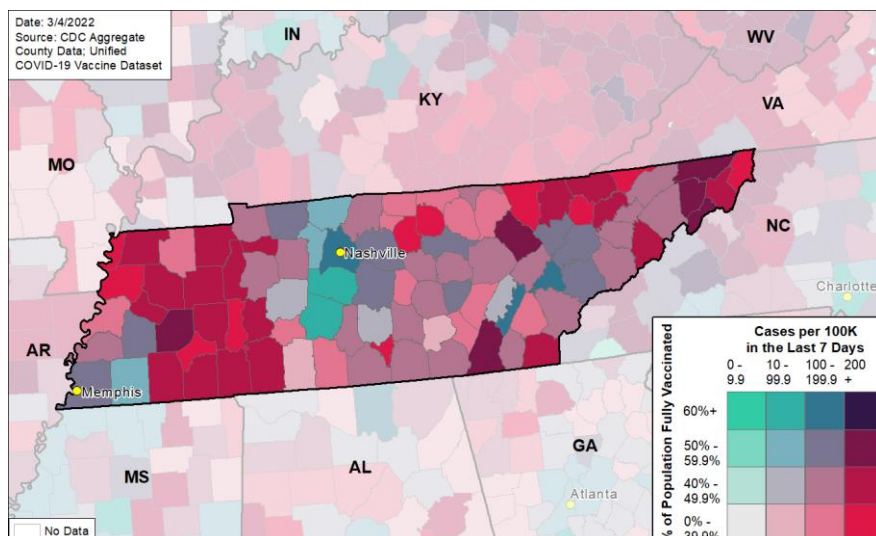 Date: 3/4/2022
Source: CDC Aggregate
County Data; Unified
COVID-19 Vaccine Dataset
IN
WV
KY
VA
MO
Nashville
NC
Charlotte
AR
Memphis
MS
AL
GA
Atlanta
No Data
Cases per 100K
in the Last 7 Days
0 -
9.9
10 -
99.9
100 -
199.9
200
+
% of Population Fully Vaccinated
60%+
50% -
59.9%
40% -
49.9%
0% -
39.9%